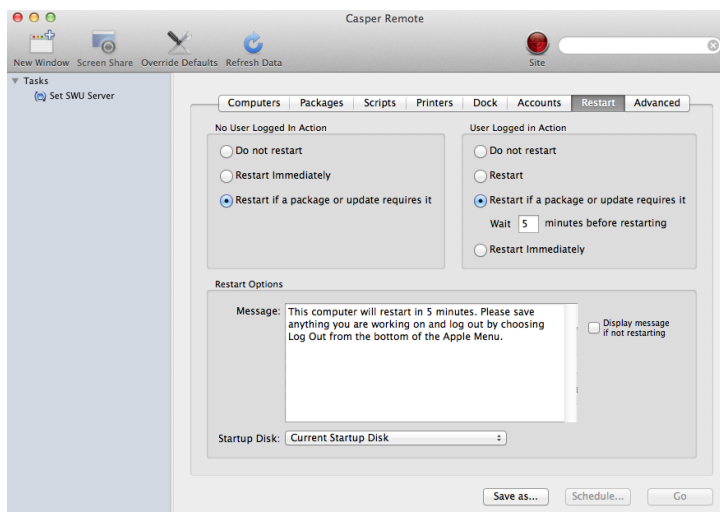 Casper Remote
New Window Screen Share Override Defaults Refresh Data Site
Tasks
Set SWU Server
Computers Packages Scripts Printers Dock Accounts Restart Advanced
No User Logged In Action
Do not restart
Restart Immediately
Restart if a package or update requires it
User Logged in Action
Do not restart
Restart
Restart if a package or update requires it
Wait 5 minutes before restarting
Restart Immediately
Restart Options
Message: This computer will restart in 5 minutes. Please save
anything you are working on and log out by choosing
Log Out from the bottom of the Apple Menu.
Display message
if not restarting
Startup Disk: Current Startup Disk
Save as... Schedule... Go